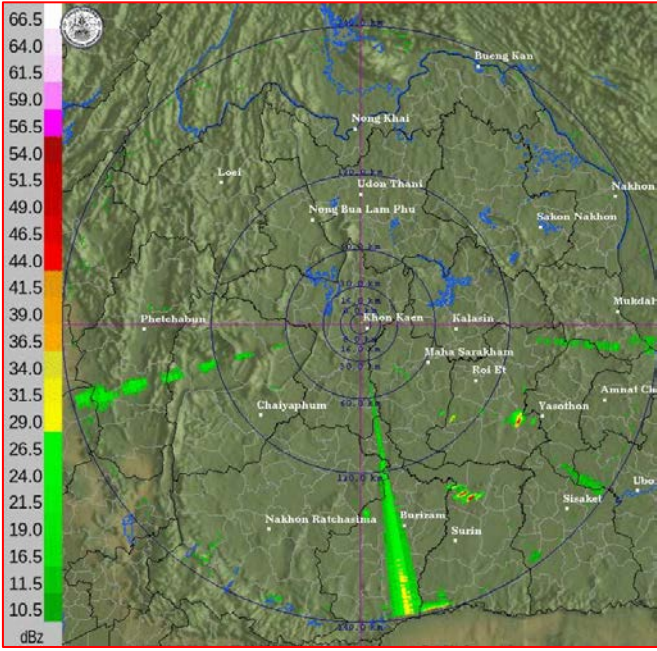 66.5
64.0
61.5
59.0
56.5
54.0
51.5
49.0
46.5
44.0
41.5
39.0
36.5
34.0
31.5
29.0
26.5
24.0
21.5
19.0
16.5
11.5
10.5
dBz
Bueng Kan
Nong Khai
Loei
Udon Thani
Nakhon
Nong Bua Lam Phu
Sakon Nakhon
Mukdah
Phetchabun
Khon Kaen
Kalasin
Maha Sarakham
Roi Et
Amnat Cha
Chaiyaphum
Yasothon
120.0 km
Ubo
Sisaket
Nakhon Ratchasima
Buriram
Surin